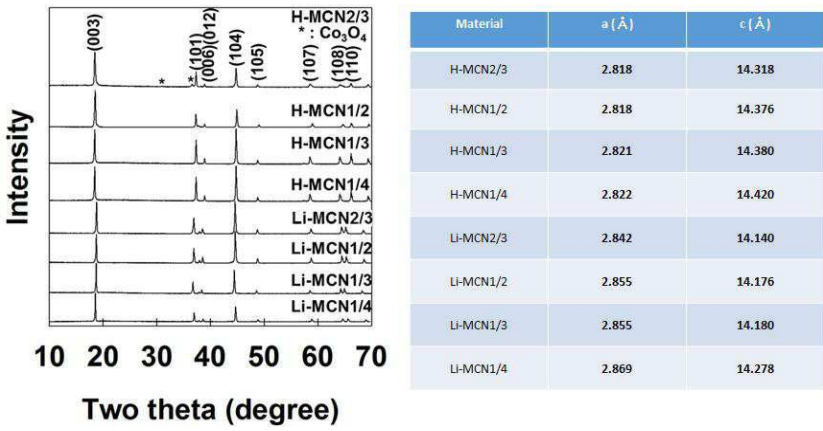 H-MCN2/3
* : Co₃O₄
(003)
(101)
(006)(012)
(104)
(105)
(107)
(108)
(110)
H-MCN1/2
H-MCN1/3
H-MCN1/4
Li-MCN2/3
Li-MCN1/2
Li-MCN1/3
Li-MCN1/4
* *
Intensity
10 20 30 40 50 60 70
Two theta (degree)
Material a (Å) c (Å)
H-MCN2/3 2.818 14.318
H-MCN1/2 2.818 14.376
H-MCN1/3 2.821 14.380
H-MCN1/4 2.822 14.420
Li-MCN2/3 2.842 14.140
Li-MCN1/2 2.855 14.176
Li-MCN1/3 2.855 14.180
Li-MCN1/4 2.869 14.278